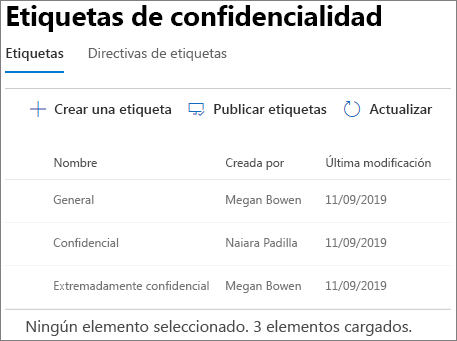 Etiquetas de confidencialidad
Etiquetas Directivas de etiquetas
Crear una etiqueta Publicar etiquetas Actualizar
Nombre Creada por Última modificación
General Megan Bowen 11/09/2019
Confidencial Naiara Padilla 11/09/2019
Extremadamente confidencial Megan Bowen 11/09/2019
Ningún elemento seleccionado. 3 elementos cargados.